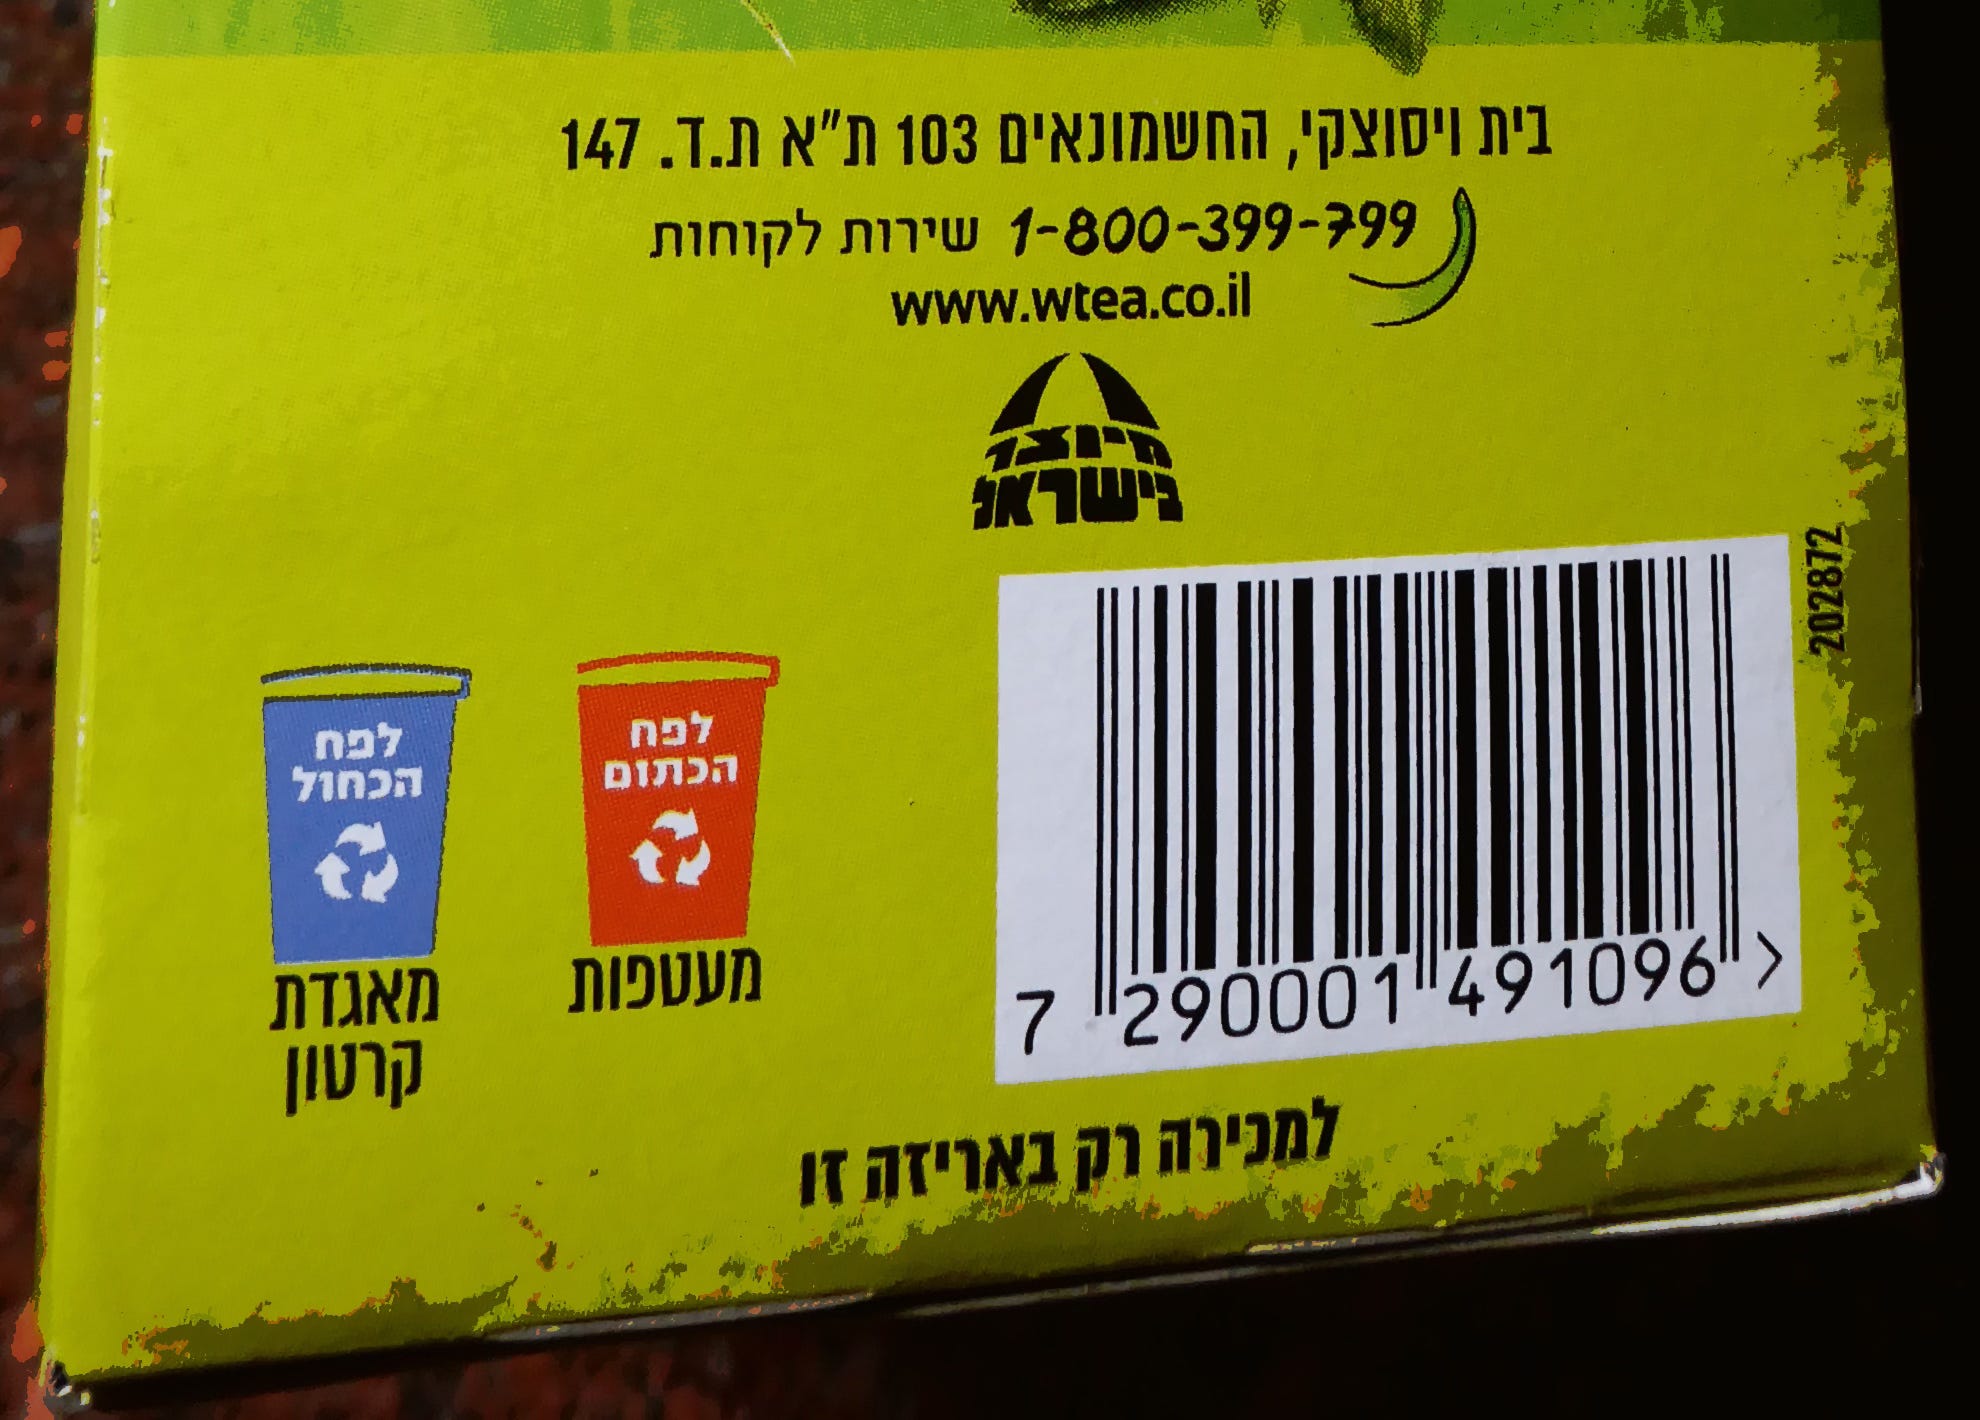 בית ויסוצקי, החשמונאים 103 ת"א ת.ד. 147
1-800-399-799 שירות לקוחות
www.wtea.co.il
מיוצר
בישראל
202872
לפח
הכחול
מאגדת
קרטון
לפח
הכתום
מעטפות
7 290001 491096 >
למכירה רק באריזה זו